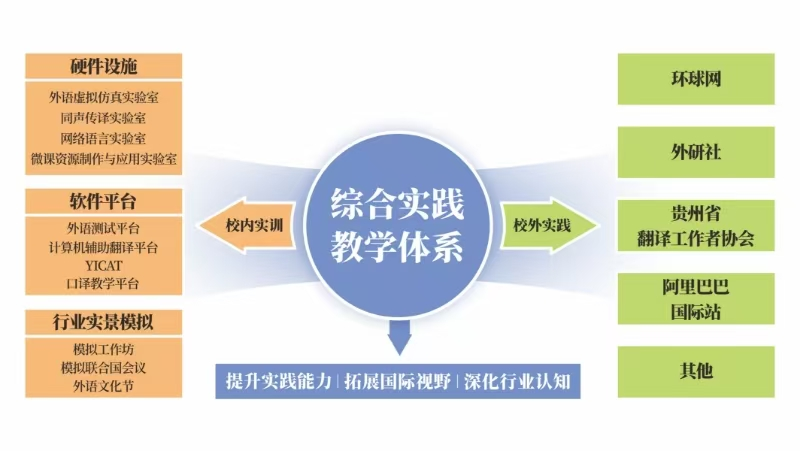 硬件设施
外语虚拟仿真实验室
同声传译实验室
网络语言实验室
微课资源制作与应用实验室
软件平台
外语测试平台
计算机辅助翻译平台
YICAT
口译教学平台
行业实景模拟
模拟工作坊
模拟联合国会议
外语文化节
校内实训
综合实践
教学体系
校外实践
环球网
外研社
贵州省
翻译工作者协会
阿里巴巴
国际站
其他
提升实践能力|拓展国际视野|深化行业认知